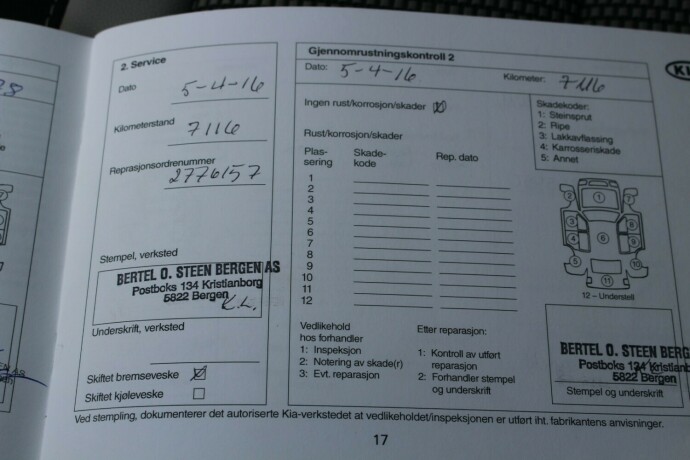 2. Service
Dato 5-4-16
Kilometerstand 7116
Reprasjonsordrenummer 2776157
Stempel, verksted
BERTEL O. STEEN BERGEN AS
Postboks 134 Kristianborg
5822 Bergen
K.L.
Underskrift, verksted
Skiftet bremseveske
Skiftet kjøleveske
Gjennomrustningskontroll 2
Dato: 5-4-16 Kilometer: 7116
Ingen rust/korrosjon/skader
Rust/korrosjon/skader
Plas- Skade- Rep. dato
sering kode
1
2
3
4
5
6
7
8
9
10
11
12
Skadekoder:
1: Steinsprut
2: Ripe
3: Lakkavflassing
4: Karosseriskade
5: Annet
12 – Understell
Vedlikehold
hos forhandler
1: Inspeksjon
2: Notering av skade(r)
3: Evt. reparasjon
Etter reparasjon:
1: Kontroll av utført
reparasjon
2: Forhandler stempel
og underskrift
BERTEL O. STEEN BERG
Postboks 134 Kristianborg
5822 Bergen
Stempel og underskrift
Ved stempling, dokumenterer det autoriserte Kia-verkstedet at vedlikeholdet/inspeksjonen er utført iht. fabrikantens anvisninger.
17